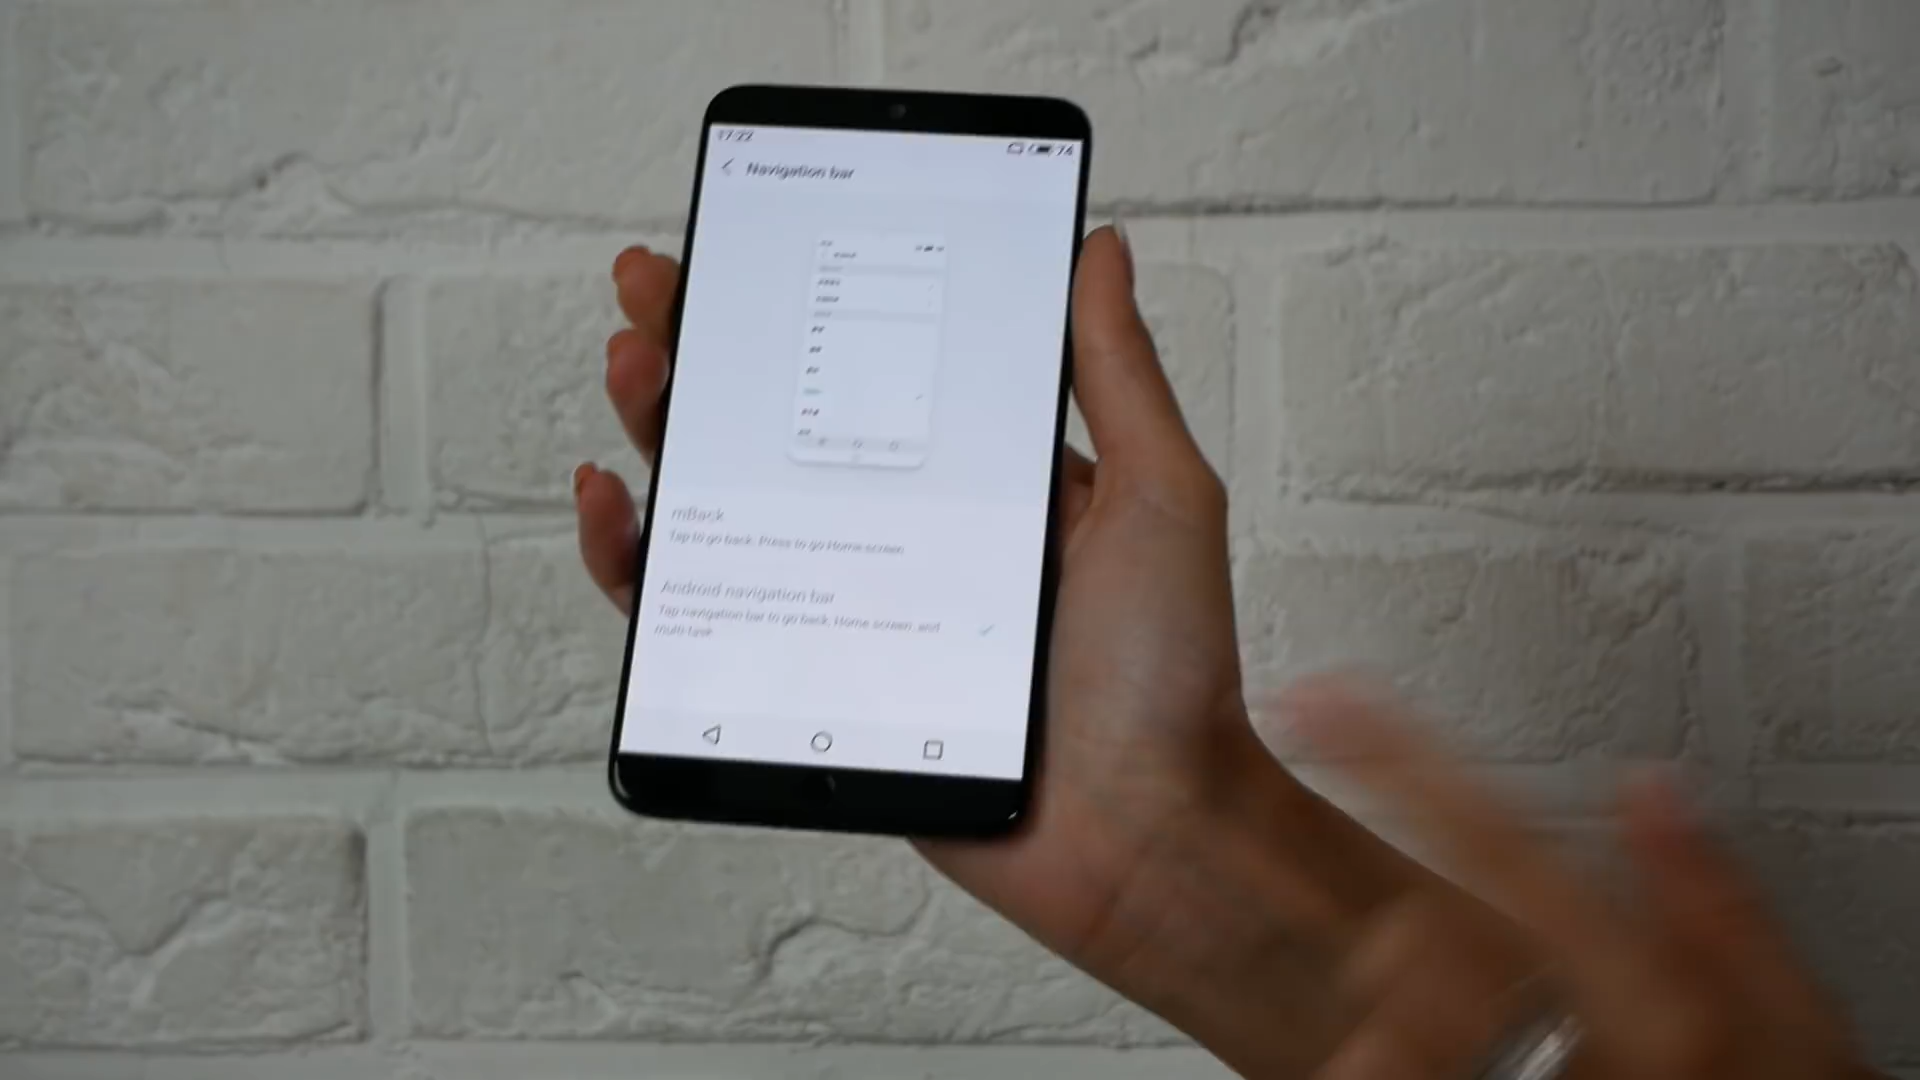 17:22
74
Navigation bar
mBack
Tap to go back. Press to go Home screen
Android navigation bar
Tap navigation bar to go back, Home screen, and
multi-task